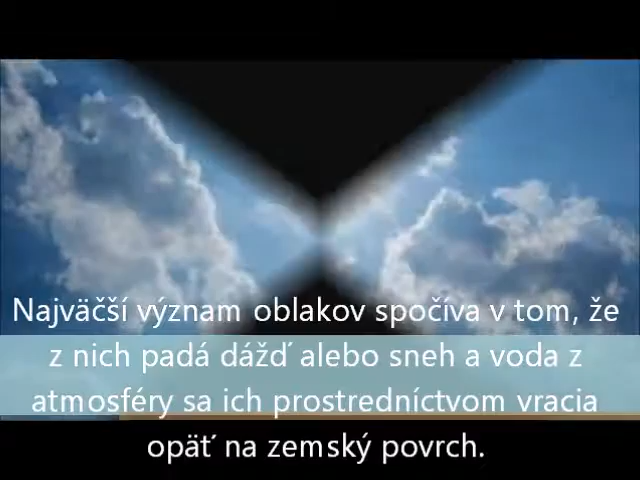 Najväčší význam oblakov spočíva v tom, že
z nich padá dážď alebo sneh a voda z
atmosféry sa ich prostredníctvom vracia
opäť na zemský povrch.